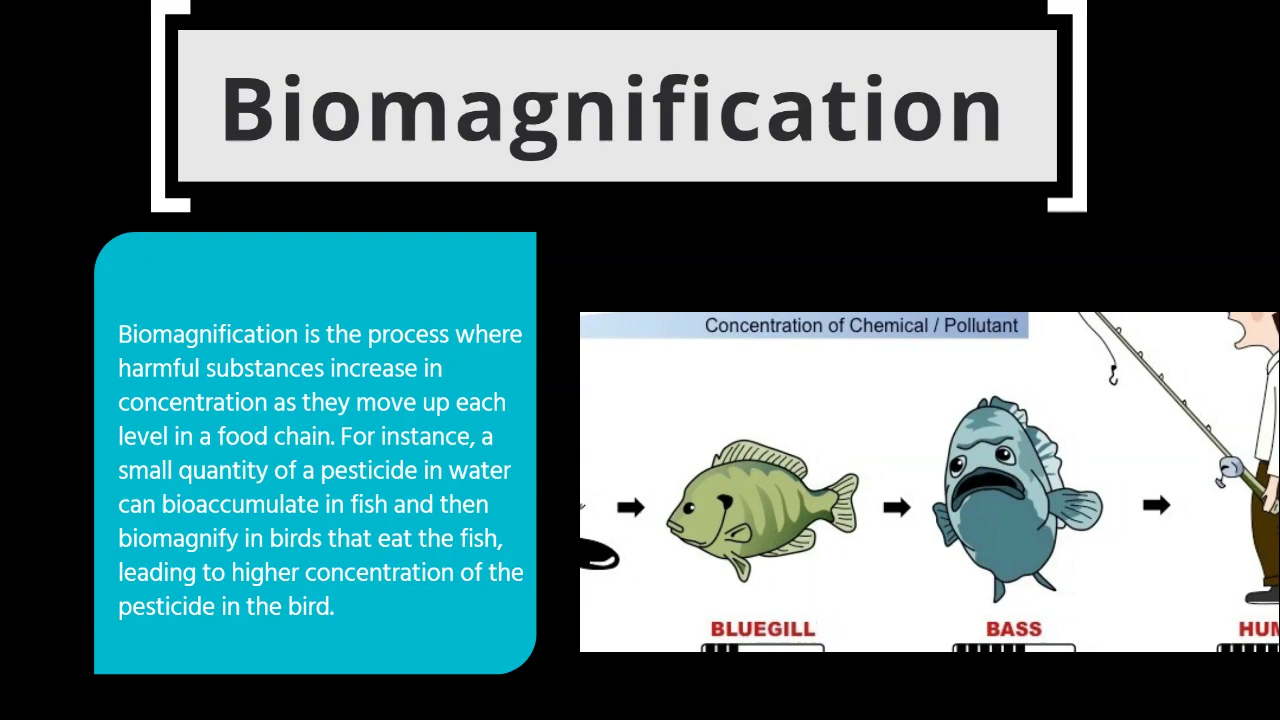 Biomagnification
Biomagnification is the process where
harmful substances increase in
concentration as they move up each
level in a food chain. For instance, a
small quantity of a pesticide in water
can bioaccumulate in fish and then
biomagnify in birds that eat the fish,
leading to higher concentration of the
pesticide in the bird.
Concentration of Chemical / Pollutant
BLUEGILL
BASS
HUM